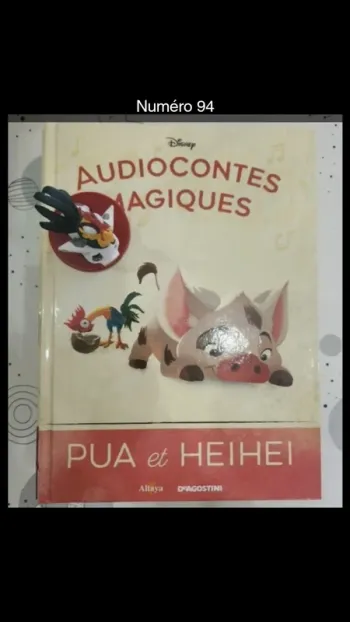 Numéro 94
Disney
AUDIOCONTES
MAGIQUES
PUA et HEIHEI
Altaya DeAGOSTINI